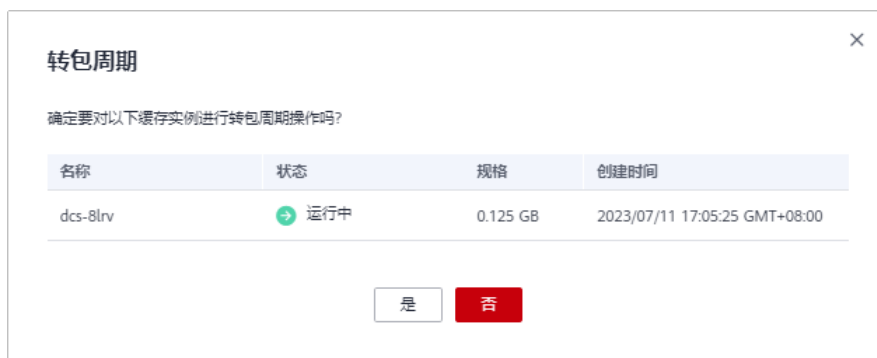 转包周期
确定要对以下缓存实例进行转包周期操作吗?
名称 状态 规格 创建时间
dcs-8lrv 运行中 0.125 GB 2023/07/11 17:05:25 GMT+08:00
是 否